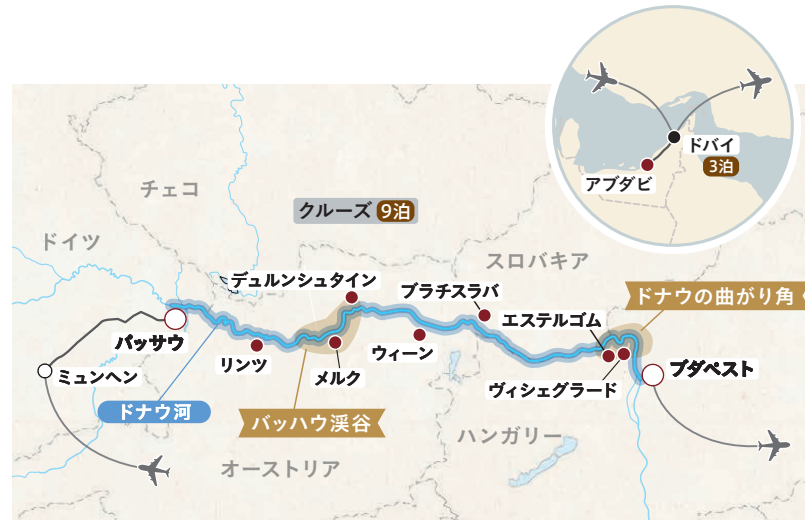 ドバイ
3泊
アブダビ
チェコ
クルーズ 9泊
ドイツ
スロバキア
デュルンシュタイン
ブラチスラバ
ドナウの曲がり角
エステルゴム
パッサウ
リンツ
メルク
ウィーン
ヴィシェグラード
ブダペスト
ミュンヘン
ドナウ河
バッハウ渓谷
ハンガリー
オーストリア